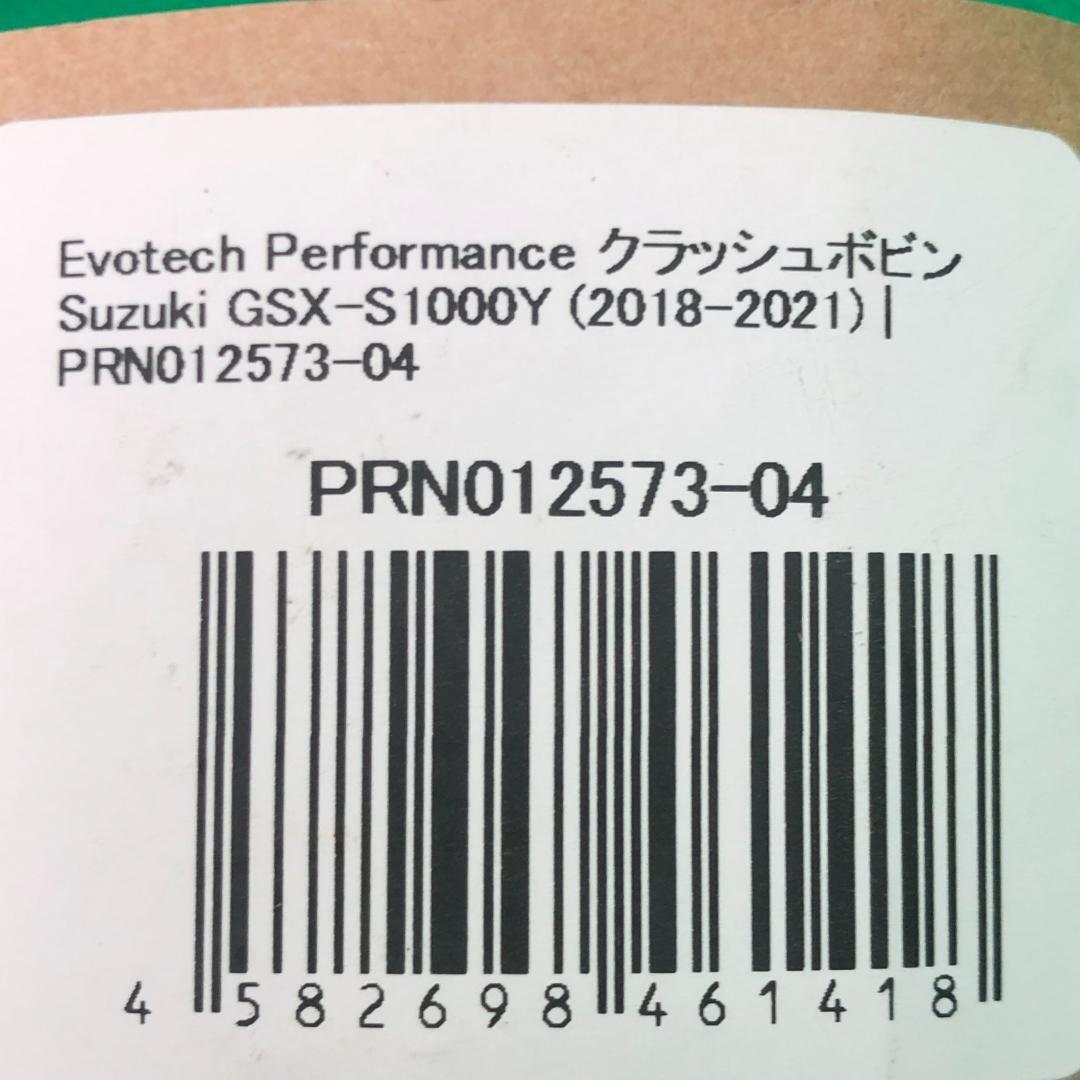 Evotech Performance クラッシュボビン
Suzuki GSX-S1000Y (2018-2021) |
PRN012573-04
PRN012573-04
4 582698 461418